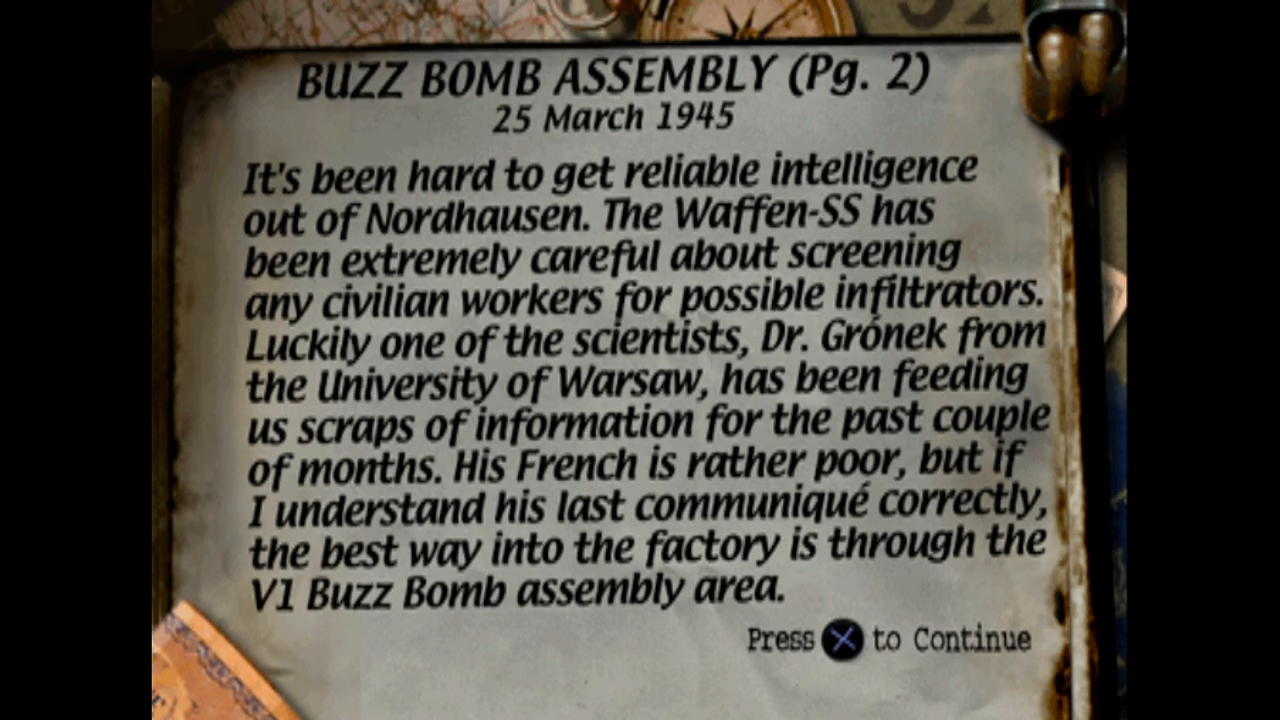 BUZZ BOMB ASSEMBLY (Pg. 2)
25 March 1945
It's been hard to get reliable intelligence
out of Nordhausen. The Waffen-SS has
been extremely careful about screening
any civilian workers for possible infiltrators.
Luckily one of the scientists, Dr. Grónek from
the University of Warsaw, has been feeding
us scraps of information for the past couple
of months. His French is rather poor, but if
I understand his last communiqué correctly,
the best way into the factory is through the
V1 Buzz Bomb assembly area.
Press X to Continue